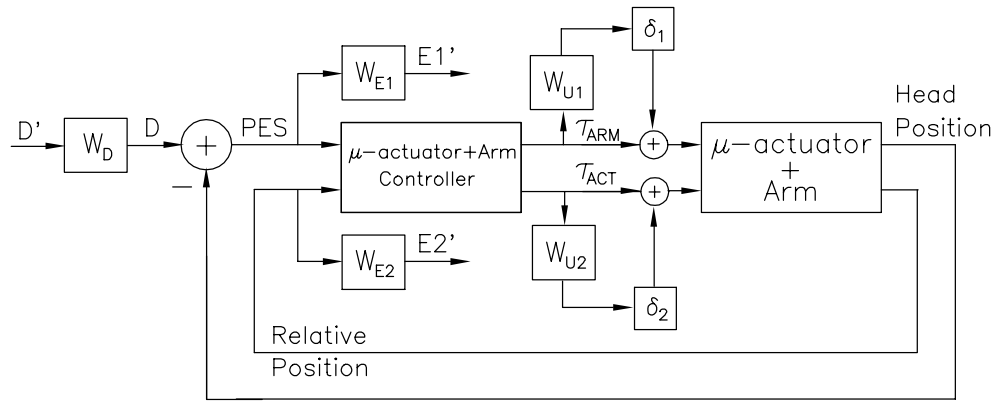 D'
W_D
D
+
−
PES
W_E1
E1'
μ-actuator+Arm
Controller
W_E2
E2'
W_U1
δ_1
τ_ARM
+
τ_ACT
+
W_U2
δ_2
μ-actuator
+
Arm
Head
Position
Relative
Position